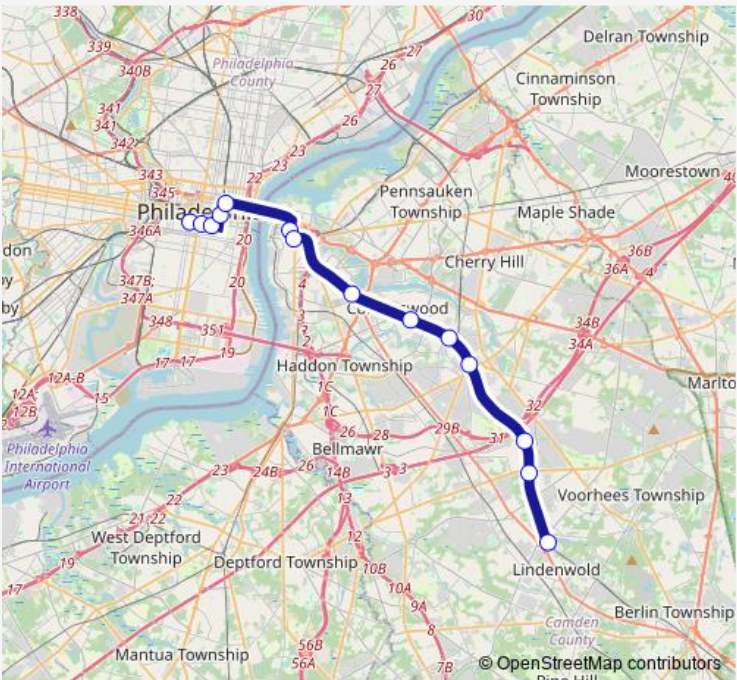 338
30
339
26
27
Delran Township
340B
Philadelphia
County
27
Cinnaminson
Township
341
341
26
342
23
23
343
22
Moorestown
345
Pennsauken
Township
Maple Shade
346A
20
36B
Cherry Hill
36A
4
347B;
347A
20
4
348
351
3
3
34B
2
34A
17
17
19
Haddon Township
12A-B
15
1C
12A
12B
1C
32
Philadelphia
International
Airport
26
28
29B
31
Bellmawr
23
24B
26
14B
3
3
22
13
Voorhees Township
21;22
West Deptford
Township
12
19
Deptford Township
10B
Lindenwold
17
10A
9A
Berlin Township
8
Camden
County
56B
56A
Mantua Township
7B
© OpenStreetMap contributors